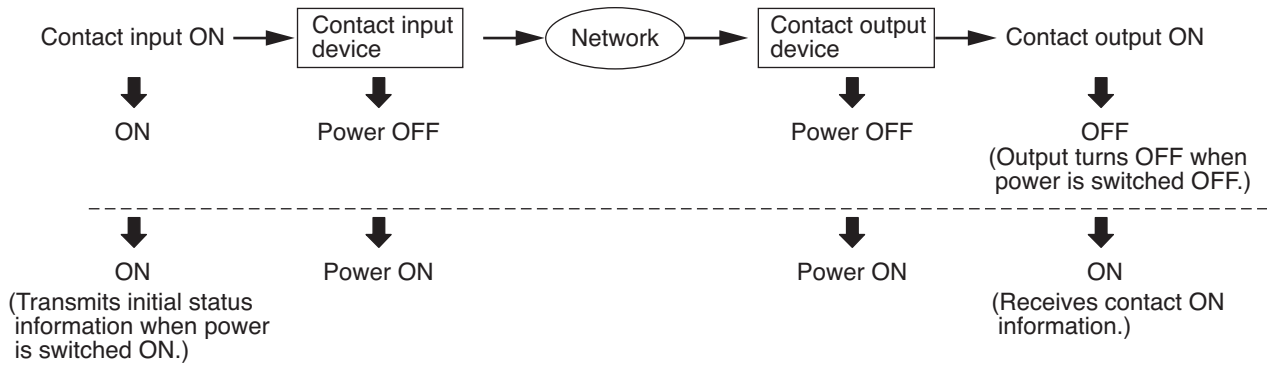 Contact input ON
Contact input
device
Network
Contact output
device
Contact output ON
ON
Power OFF
Power OFF
OFF
(Output turns OFF when
power is switched OFF.)
ON
(Transmits initial status
information when power
is switched ON.)
Power ON
Power ON
ON
(Receives contact ON
information.)